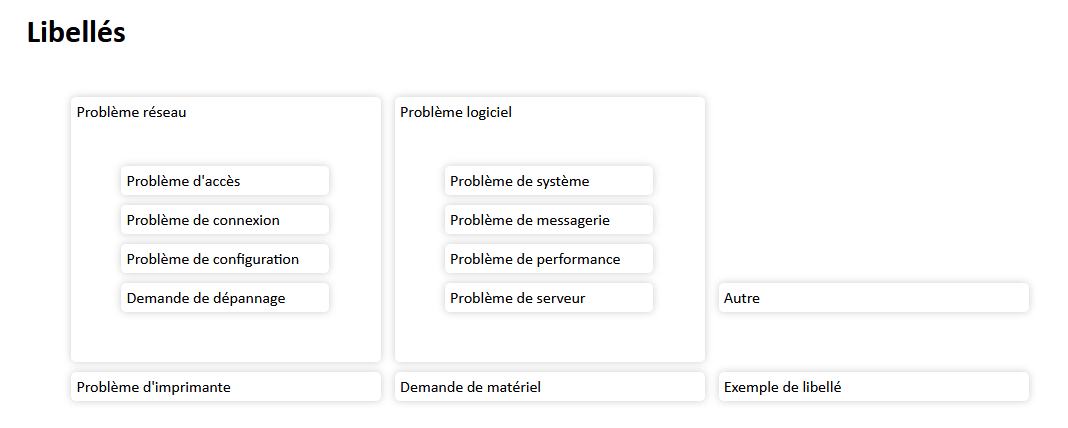 Libellés
Problème réseau
Problème d'accès
Problème de connexion
Problème de configuration
Demande de dépannage
Problème logiciel
Problème de système
Problème de messagerie
Problème de performance
Problème de serveur
Autre
Problème d'imprimante
Demande de matériel
Exemple de libellé